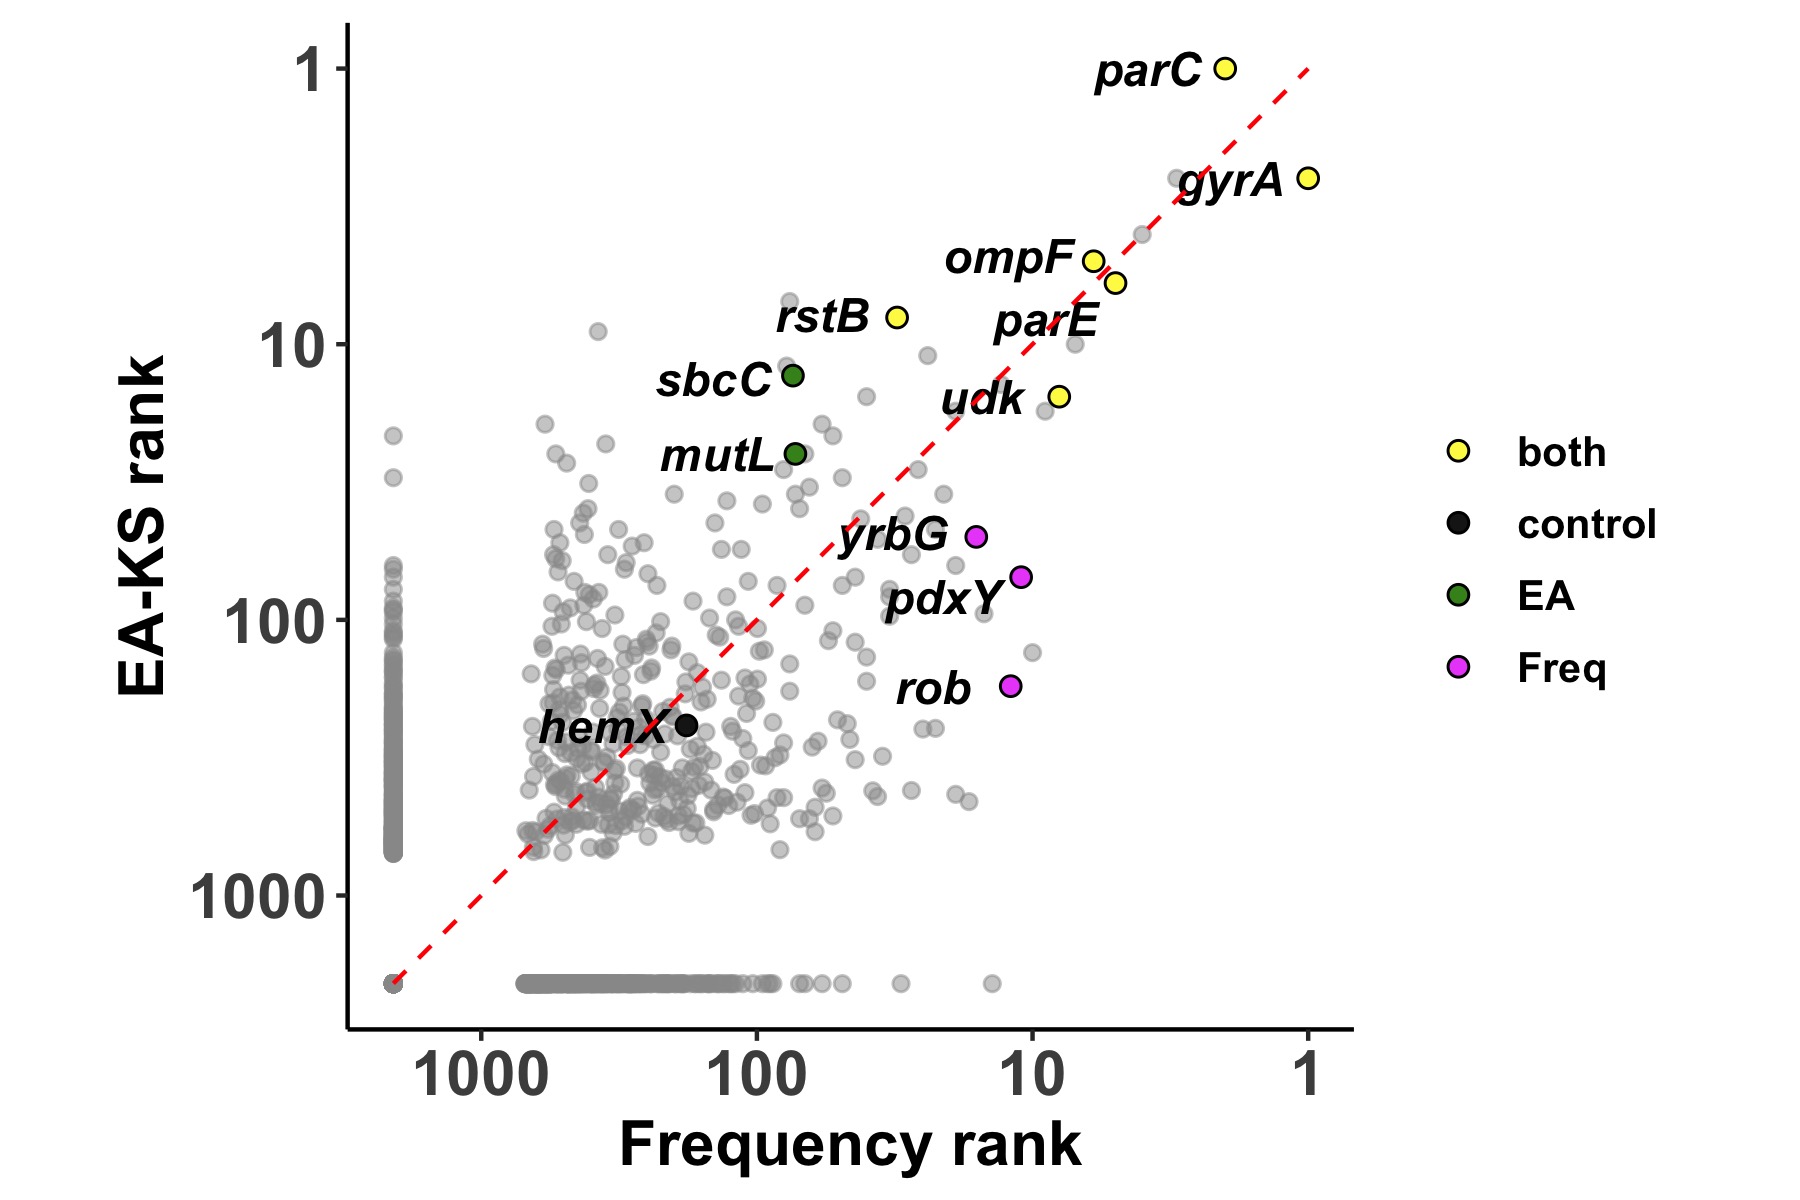 1
10
100
1000
EA-KS rank
parC
gyrA
ompF
parE
rstB
sbcC
udk
mutL
yrbG
pdxY
rob
hemX
both
control
EA
Freq
1000
100
10
1
Frequency rank